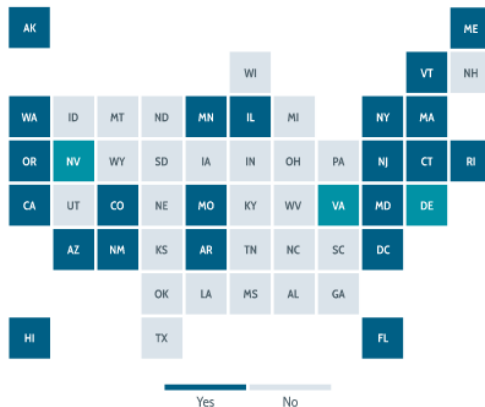 AK ME
WI VT NH
WA ID MT ND MN IL MI NY MA
OR NV WY SD IA IN OH PA NJ CT RI
CA UT CO NE MO KY WV VA MD DE
AZ NM KS AR TN NC SC DC
OK LA MS AL GA
HI TX FL
Yes No